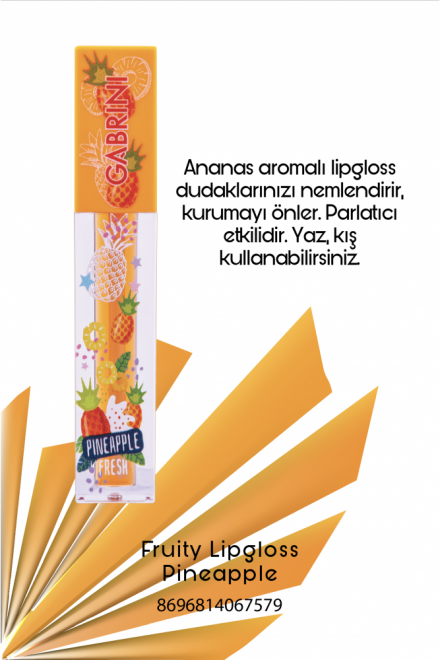 GABRINI
Ananas aromalı lipgloss
dudaklarınızı nemlendirir,
kurumayı önler. Parlatıcı
etkilidir. Yaz, kış
kullanabilirsiniz.
PINEAPPLE
FRESH
Fruity Lipgloss
Pineapple
8696814067579